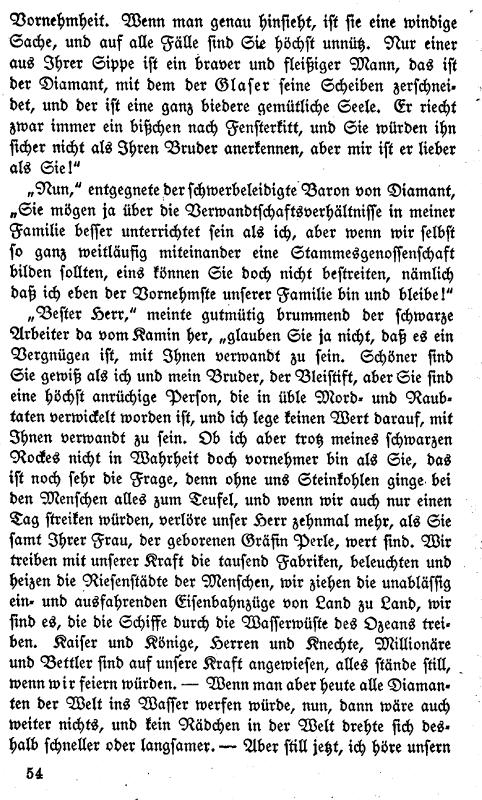 Vornehmheit. Wenn man genau hinsieht, ist sie eine windige
Sache, und auf alle Fälle sind Sie höchst unnütz. Nur einer
aus Ihrer Sippe ist ein braver und fleißiger Mann, das ist
der Diamant, mit dem der Glaser seine Scheiben zerschnei-
det, und der ist eine ganz biedere gemütliche Seele. Er riecht
zwar immer ein bißchen nach Fensterkitt, und Sie würden ihn
sicher nicht als Ihren Bruder anerkennen, aber mir ist er lieber
als Sie!“
„Nun,“ entgegnete der schwerbeleidigte Baron von Diamant,
„Sie mögen ja über die Verwandtschaftsverhältnisse in meiner
Familie besser unterrichtet sein als ich, aber wenn wir selbst
so ganz weitläufig miteinander eine Stammesgenossenschaft
bilden sollten, eins können Sie doch nicht bestreiten, nämlich
daß ich eben der Vornehmste unserer Familie bin und bleibe!“
„Bester Herr,“ meinte gutmütig brummend der schwarze
Arbeiter da vom Kamin her, „glauben Sie ja nicht, daß es ein
Vergnügen ist, mit Ihnen verwandt zu sein. Schöner sind
Sie gewiß als ich und mein Bruder, der Bleistift, aber Sie sind
eine höchst anrüchige Person, die in üble Mord- und Raub-
taten verwickelt worden ist, und ich lege keinen Wert darauf, mit
Ihnen verwandt zu sein. Ob ich aber trotz meines schwarzen
Rockes nicht in Wahrheit doch vornehmer bin als Sie, das
ist noch sehr die Frage, denn ohne uns Steinkohlen ginge bei
den Menschen alles zum Teufel, und wenn wir auch nur einen
Tag streiken würden, verlöre unser Herr zehnmal mehr, als Sie
samt Ihrer Frau, der geborenen Gräfin Perle, wert sind. Wir
treiben mit unserer Kraft die tausend Fabriken, beleuchten und
heizen die Riesenstädte der Menschen, wir ziehen die unablässig
ein- und ausfahrenden Eisenbahnzüge von Land zu Land, wir
sind es, die die Schiffe durch die Wasserwüste des Ozeans trei-
ben. Kaiser und Könige, Herren und Knechte, Millionäre
und Bettler sind auf unsere Kraft angewiesen, alles stände still,
wenn wir feiern würden. — Wenn man aber heute alle Diaman-
ten der Welt ins Wasser werfen würde, nun, dann wäre auch
weiter nichts, und kein Rädchen in der Welt drehte sich des-
halb schneller oder langsamer. — Aber still jetzt, ich höre unsern
54